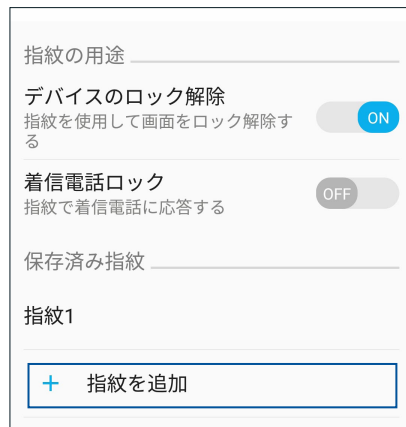 指紋の用途
デバイスのロック解除
指紋を使用して画面をロック解除す
る
ON
着信電話ロック
指紋で着信電話に応答する
OFF
保存済み指紋
指紋1
+ 指紋を追加